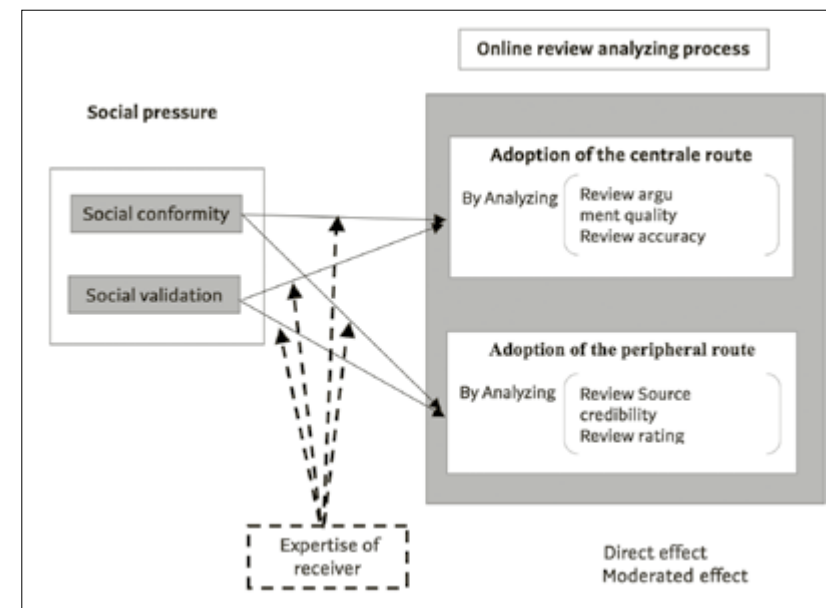 Online review analyzing process
Social pressure
Adoption of the centrale route
By Analyzing
Review argu
ment quality
Review accuracy
Social conformity
Social validation
Adoption of the peripheral route
By Analyzing
Review Source
credibility
Review rating
Expertise of
receiver
Direct effect
Moderated effect